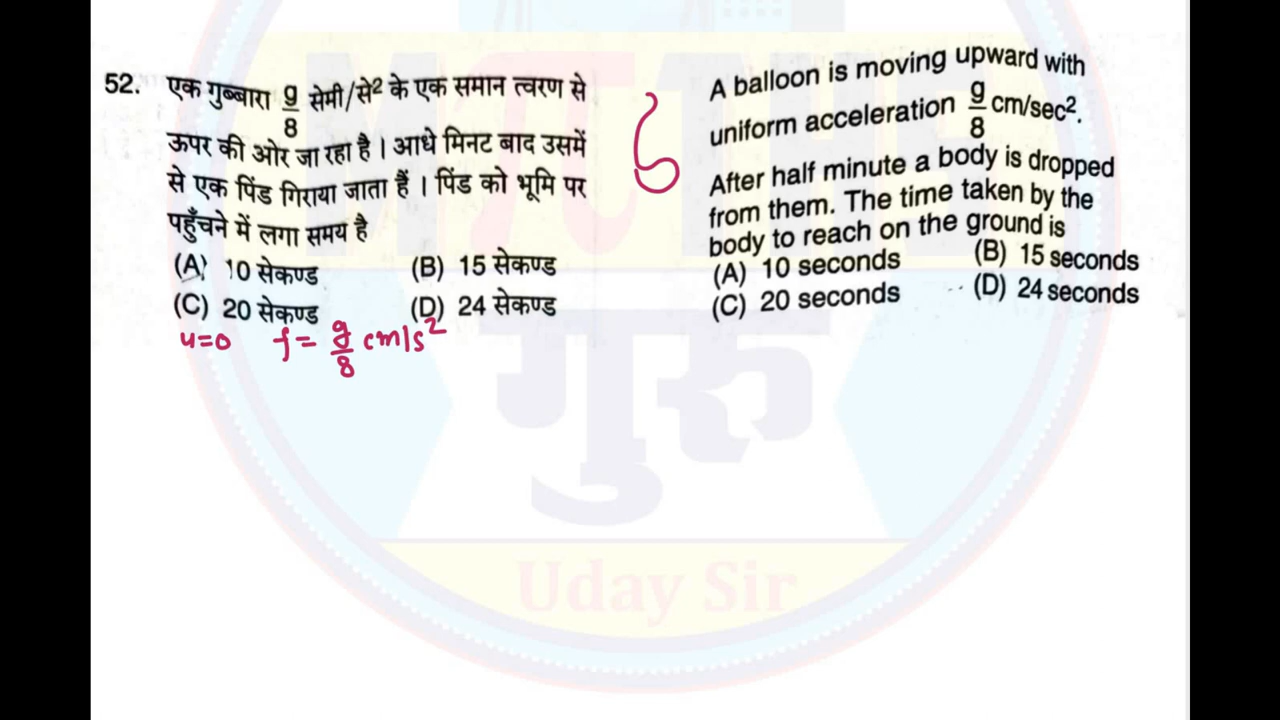 52. एक गुब्बारा g/8 सेमी/से² के एक समान त्वरण से
ऊपर की ओर जा रहा है। आधे मिनट बाद उसमें
से एक पिंड गिराया जाता हैं। पिंड को भूमि पर
पहुँचने में लगा समय है
(A) 10 सेकण्ड (B) 15 सेकण्ड
(C) 20 सेकण्ड (D) 24 सेकण्ड
u=0 f= g/8 cm/s²
A balloon is moving upward with
uniform acceleration g/8 cm/sec².
After half minute a body is dropped
from them. The time taken by the
body to reach on the ground is
(A) 10 seconds (B) 15 seconds
(C) 20 seconds (D) 24 seconds
गुरु
Uday Sir